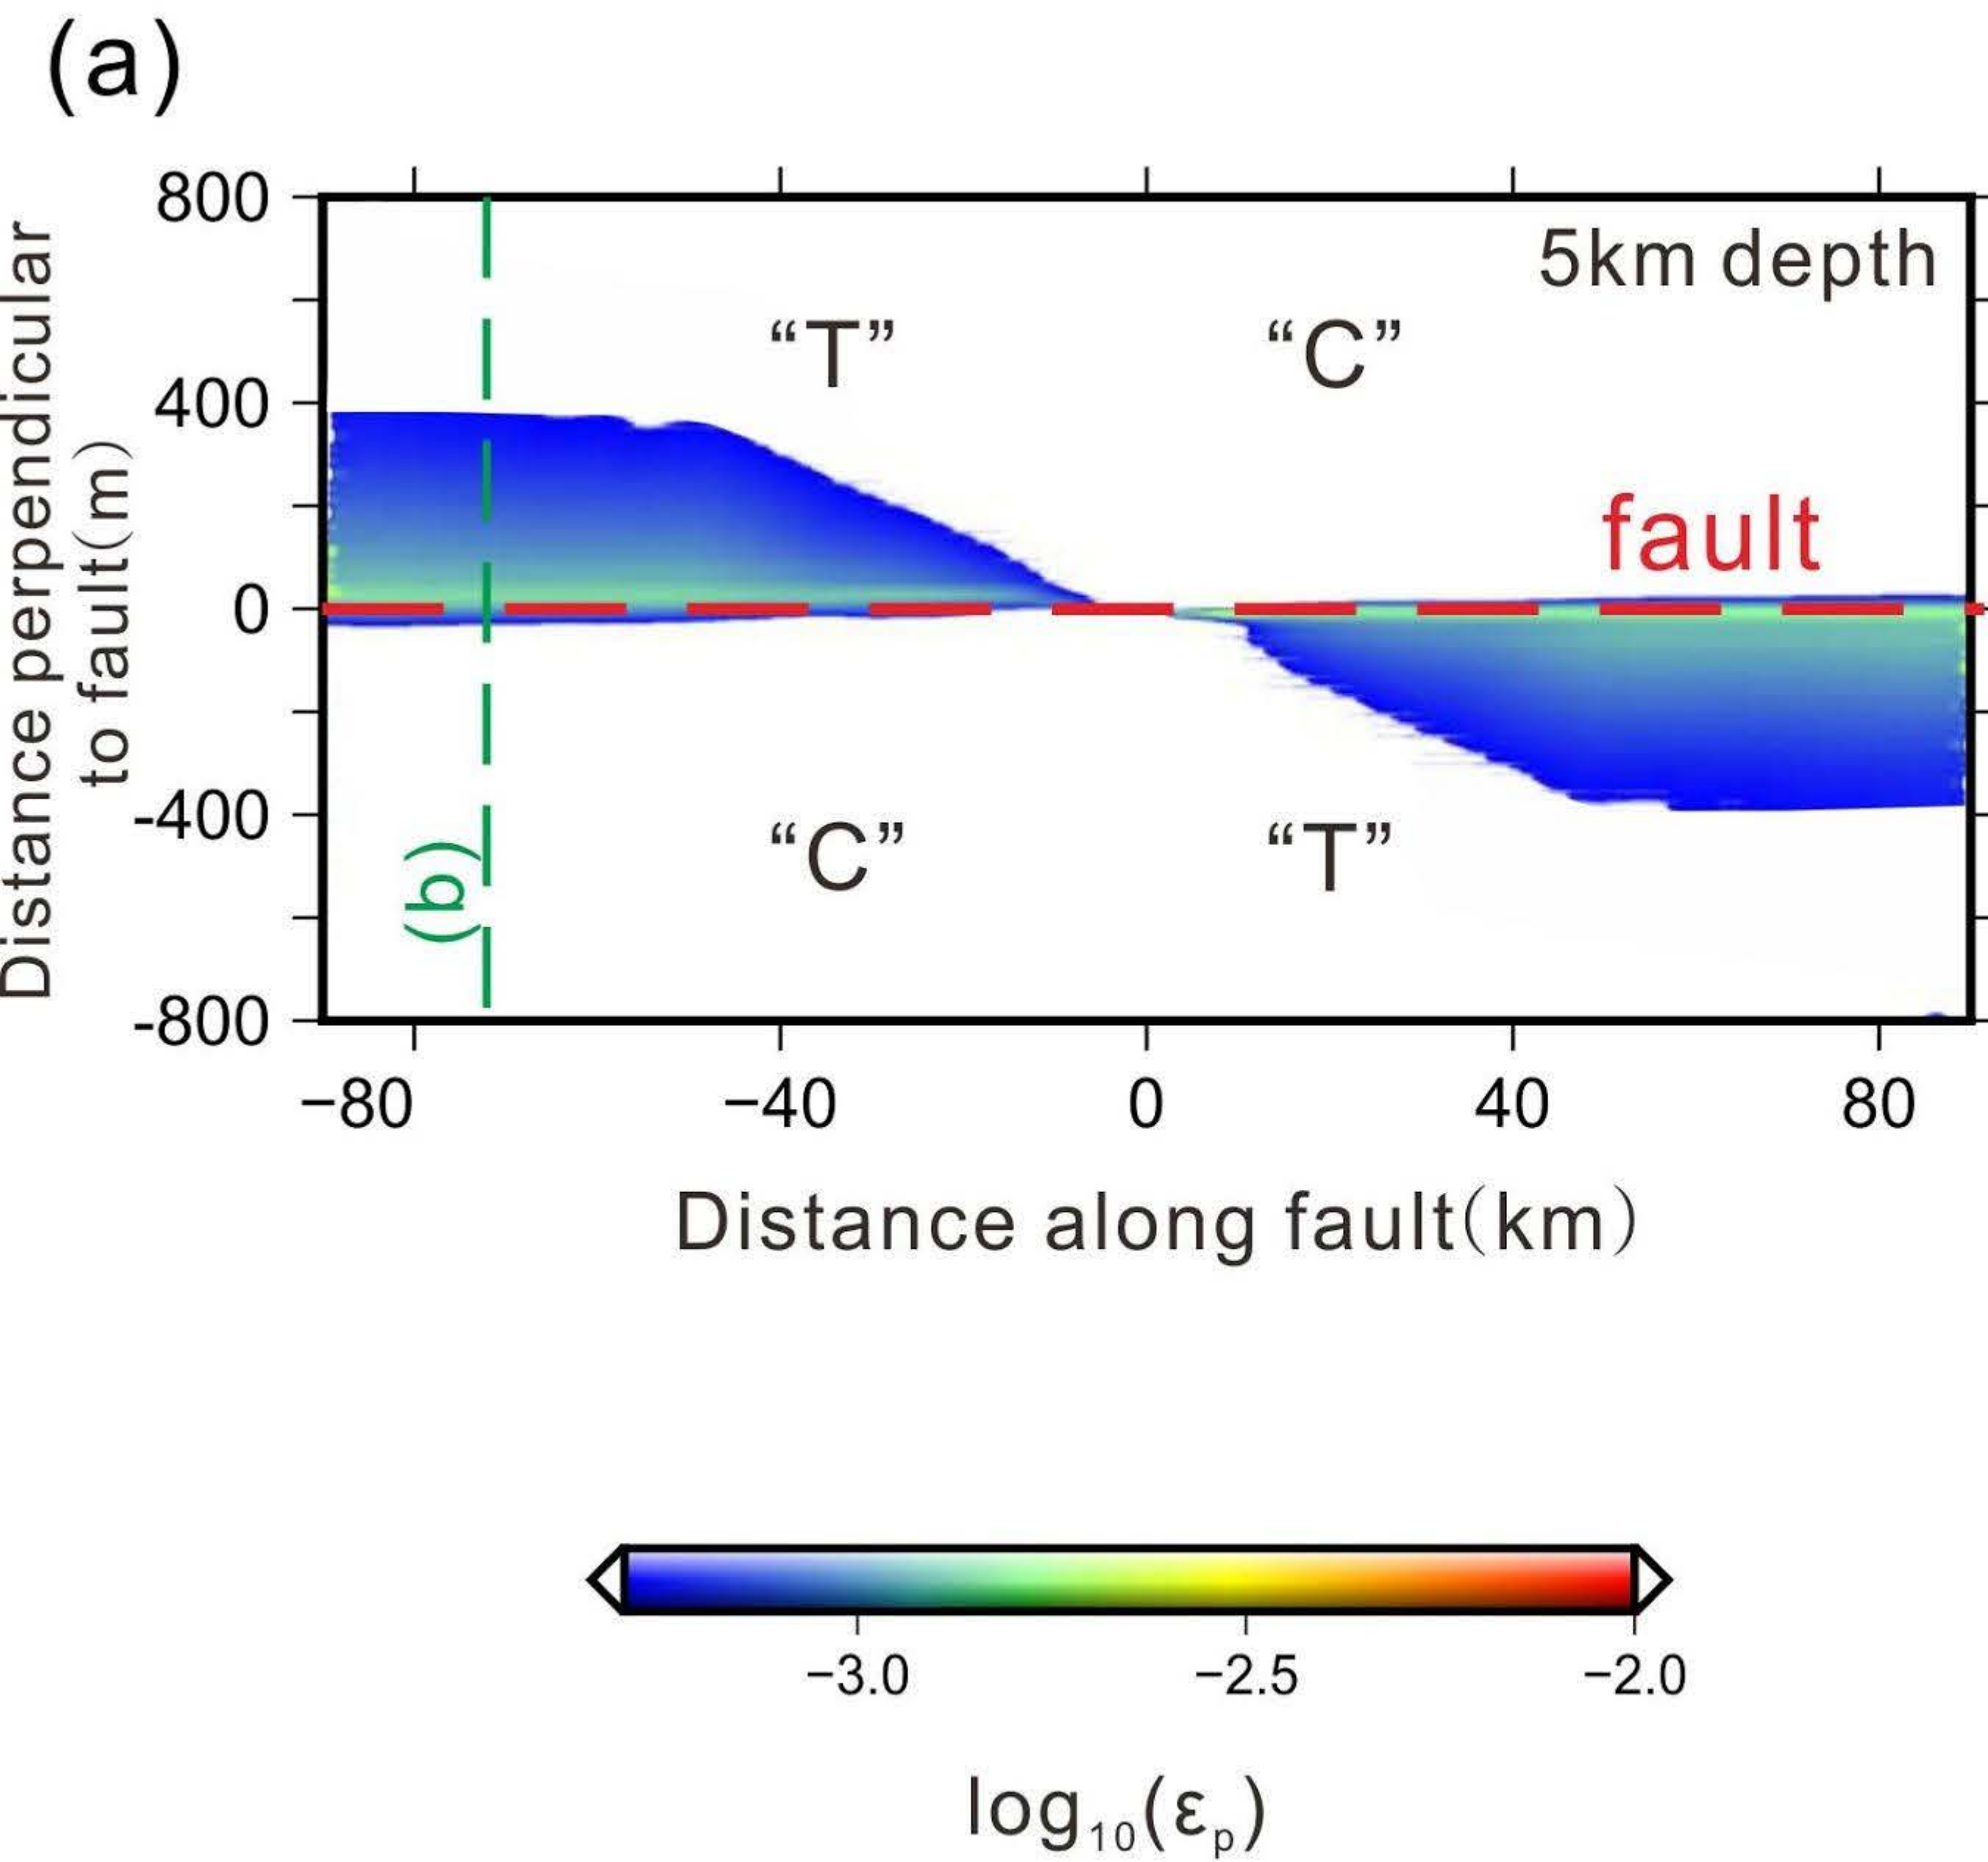 (a)
800
400
0
-400
-800
Distance perpendicular
to fault(m)
5km depth
“T” “C”
fault
“C” “T”
(b)
−80 −40 0 40 80
Distance along fault(km)
−3.0 −2.5 −2.0
log₁₀(εₚ)